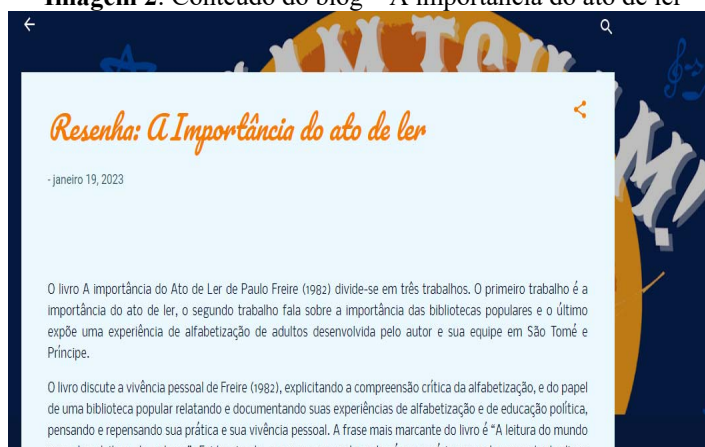 Imagem 2: Conteúdo do blog – A importância do ato de ler
Resenha: A Importância do ato de ler
- janeiro 19, 2023
O livro A importância do Ato de Ler de Paulo Freire (1982) divide-se em três trabalhos. O primeiro trabalho é a
importância do ato de ler, o segundo trabalho fala sobre a importância das bibliotecas populares e o último
expõe uma experiência de alfabetização de adultos desenvolvida pelo autor e sua equipe em São Tomé e
Príncipe.
O livro discute a vivência pessoal de Freire (1982), explicitando a compreensão crítica da alfabetização, e do papel
de uma biblioteca popular relatando e documentando suas experiências de alfabetização e de educação política,
pensando e repensando sua prática e sua vivência pessoal. A frase mais marcante do livro é “A leitura do mundo